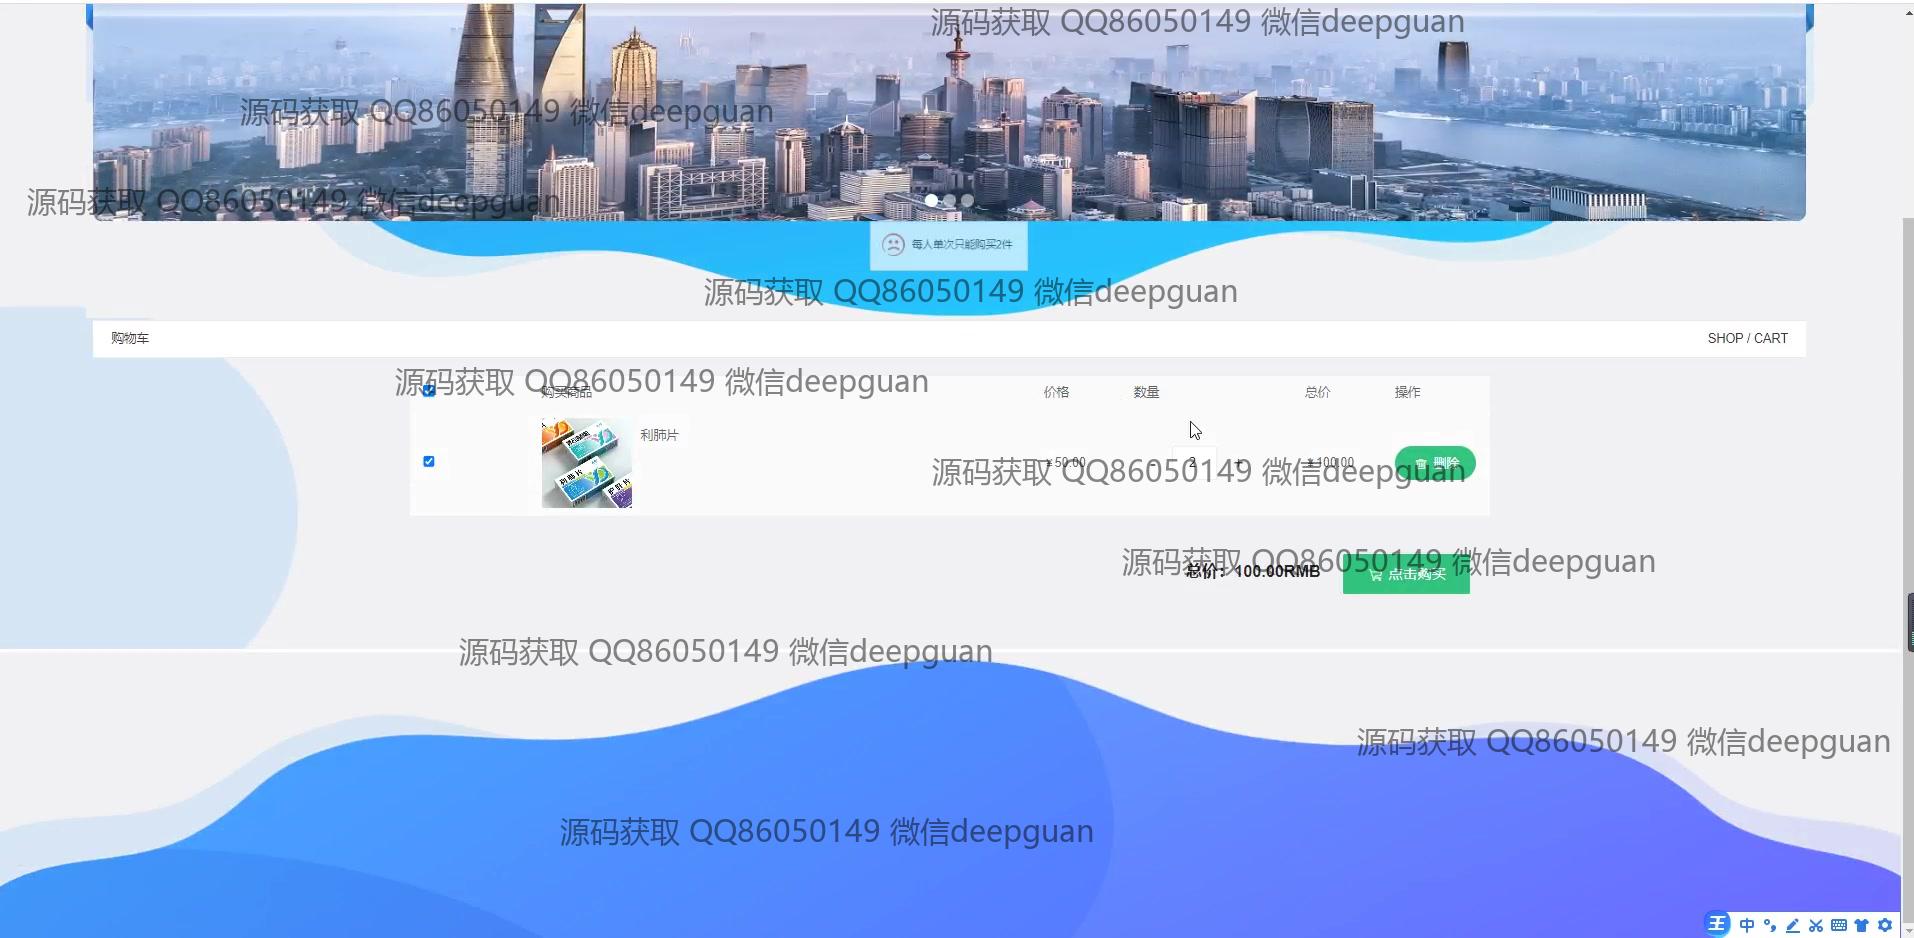 源码获取 QQ86050149 微信deepguan
源码获取 QQ86050149 微信deepguan
源码获取 QQ86050149 微信deepguan
每人单次只能购买2件
源码获取 QQ86050149 微信deepguan
购物车
SHOP / CART
源码获取 QQ86050149 微信deepguan
购买商品 价格 数量 总价 操作
利肺片
￥50.00 - 2 + ￥100.00 删除
源码获取 QQ86050149 微信deepguan
源码获取 QQ86050149 微信deepguan
总价：100.00RMB 点击购买
源码获取 QQ86050149 微信deepguan
源码获取 QQ86050149 微信deepguan
源码获取 QQ86050149 微信deepguan
王 中